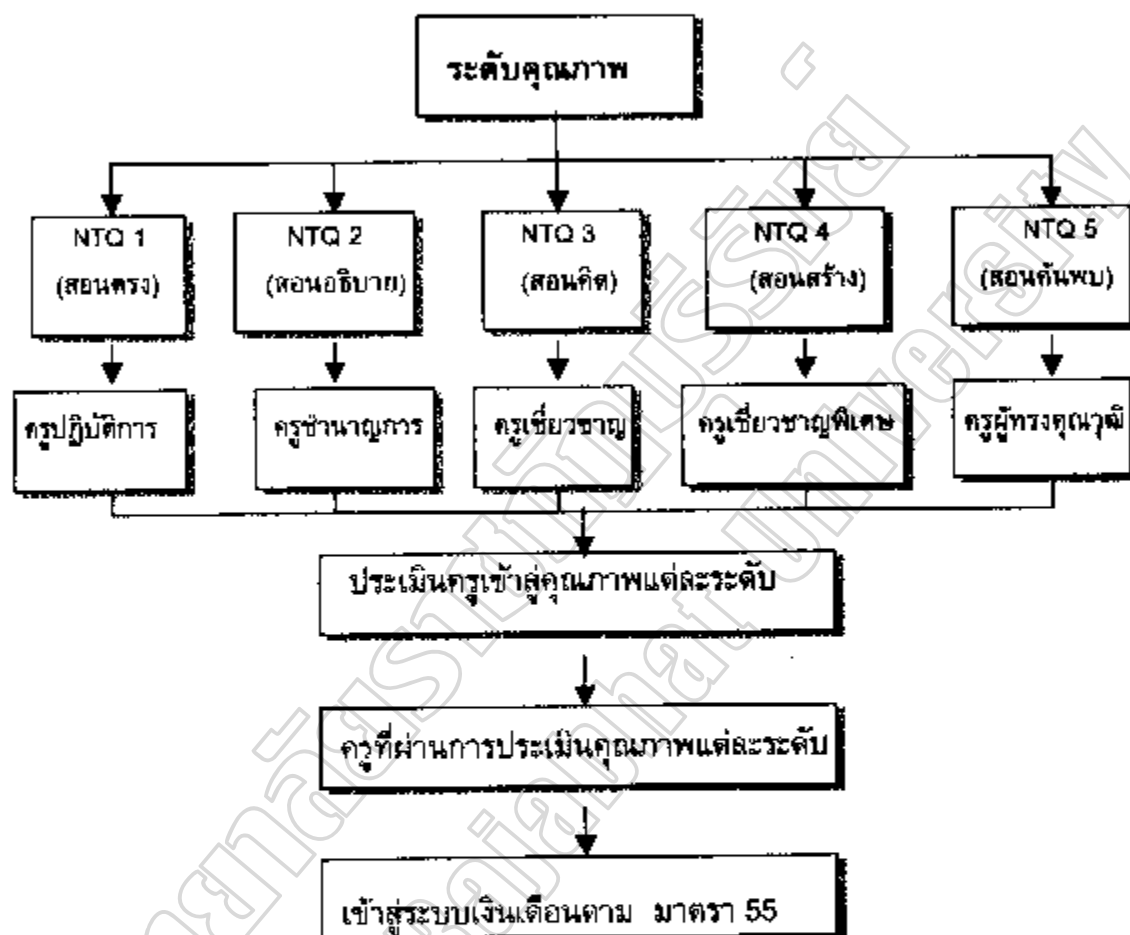 ระดับคุณภาพ
NTQ 1
(สอนตรง)
NTQ 2
(สอนอธิบาย)
NTQ 3
(สอนคิด)
NTQ 4
(สอนสร้าง)
NTQ 5
(สอนค้นพบ)
ครูปฏิบัติการ
ครูชำนาญการ
ครูเชี่ยวชาญ
ครูเชี่ยวชาญพิเศษ
ครูผู้ทรงคุณวุฒิ
ประเมินครูเข้าสู่คุณภาพแต่ละระดับ
ครูที่ผ่านการประเมินคุณภาพแต่ละระดับ
เข้าสู่ระบบเงินเดือนตาม มาตรา 55
Rajabhat University